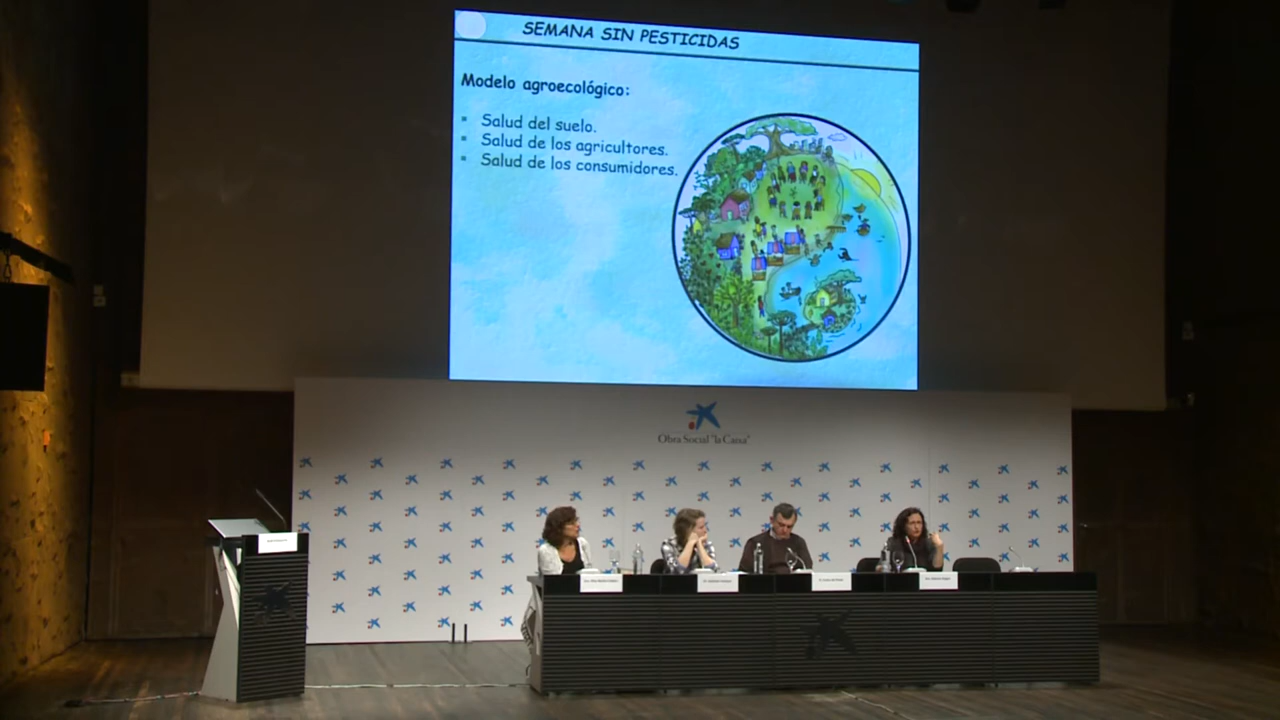 SEMANA SIN PESTICIDAS
Modelo agroecológico:
▪ Salud del suelo.
▪ Salud de los agricultores.
▪ Salud de los consumidores.
Obra Social "la Caixa"